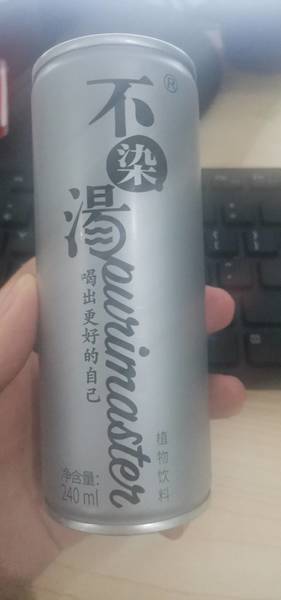 不染湯®
purimaster
喝出更好的自己
植物饮料
净含量：
240 ml